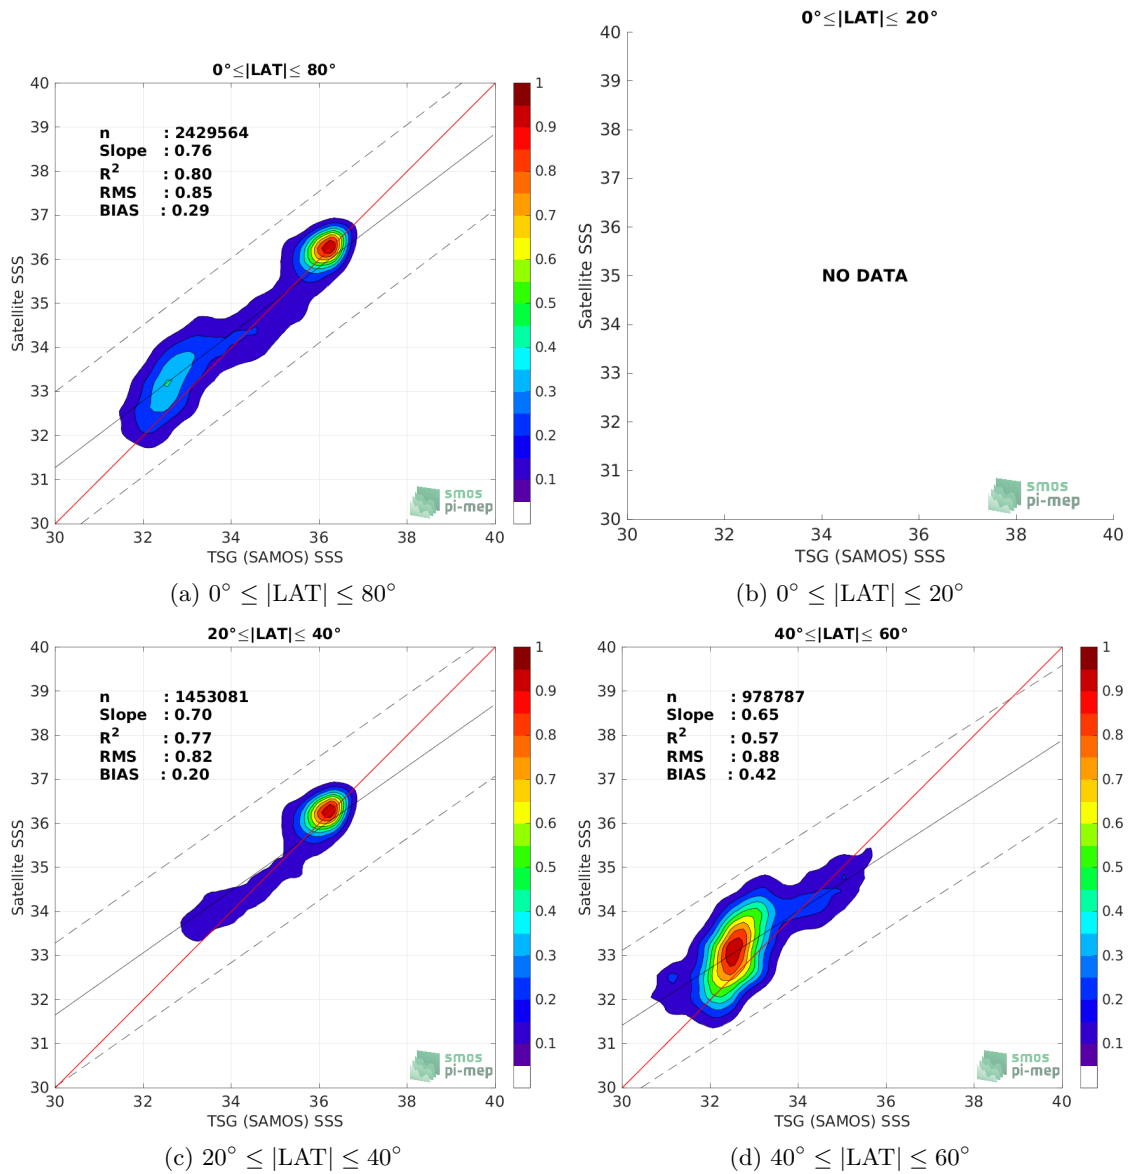 0°≤|LAT|≤ 80°
40
39
38
37
36
35
34
33
32
31
30
Satellite SSS
n : 2429564
Slope : 0.76
R² : 0.80
RMS : 0.85
BIAS : 0.29
smos
pi-mep
30 32 34 36 38 40
TSG (SAMOS) SSS
1
0.9
0.8
0.7
0.6
0.5
0.4
0.3
0.2
0.1
(a) 0° ≤ |LAT| ≤ 80°
0°≤|LAT|≤ 20°
40
39
38
37
36
35
34
33
32
31
30
Satellite SSS
NO DATA
smos
pi-mep
30 32 34 36 38 40
TSG (SAMOS) SSS
(b) 0° ≤ |LAT| ≤ 20°
20°≤|LAT|≤ 40°
40
39
38
37
36
35
34
33
32
31
30
Satellite SSS
n : 1453081
Slope : 0.70
R² : 0.77
RMS : 0.82
BIAS : 0.20
smos
pi-mep
30 32 34 36 38 40
TSG (SAMOS) SSS
1
0.9
0.8
0.7
0.6
0.5
0.4
0.3
0.2
0.1
(c) 20° ≤ |LAT| ≤ 40°
40°≤|LAT|≤ 60°
40
39
38
37
36
35
34
33
32
31
30
Satellite SSS
n : 978787
Slope : 0.65
R² : 0.57
RMS : 0.88
BIAS : 0.42
smos
pi-mep
30 32 34 36 38 40
TSG (SAMOS) SSS
1
0.9
0.8
0.7
0.6
0.5
0.4
0.3
0.2
0.1
(d) 40° ≤ |LAT| ≤ 60°